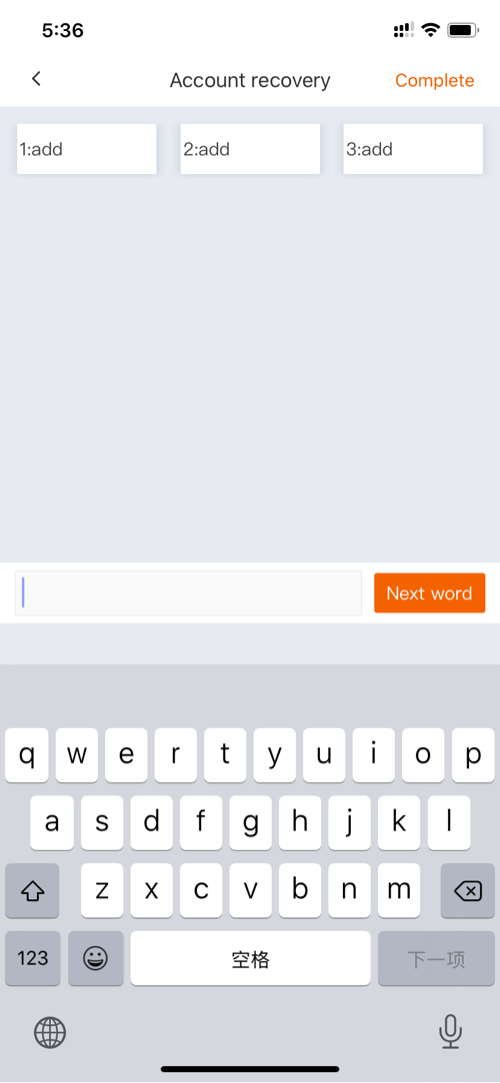 5:36
Account recovery
Complete
1:add 2:add 3:add
Next word
q w e r t y u i o p
a s d f g h j k l
z x c v b n m
123 空格 下一项